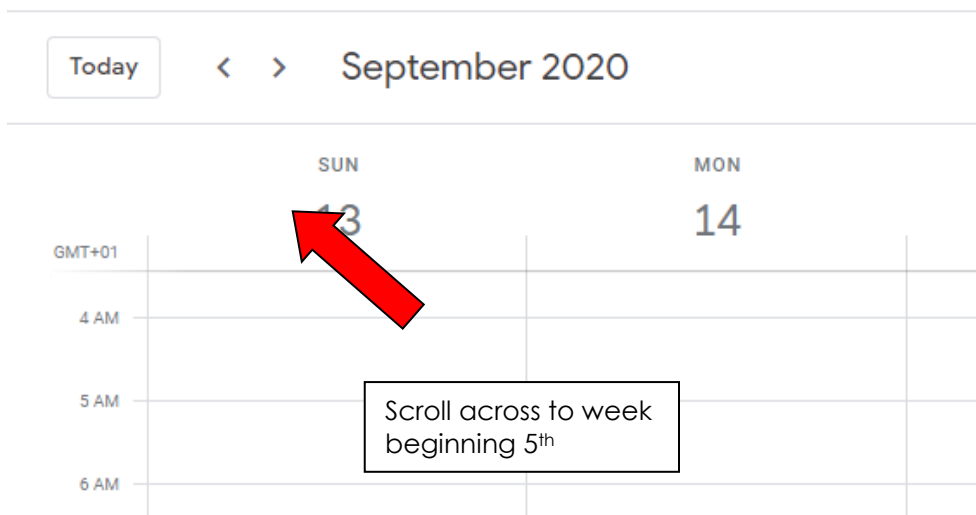 Today < > September 2020
SUN MON
13 14
GMT+01
4 AM
5 AM
Scroll across to week
beginning 5th
6 AM